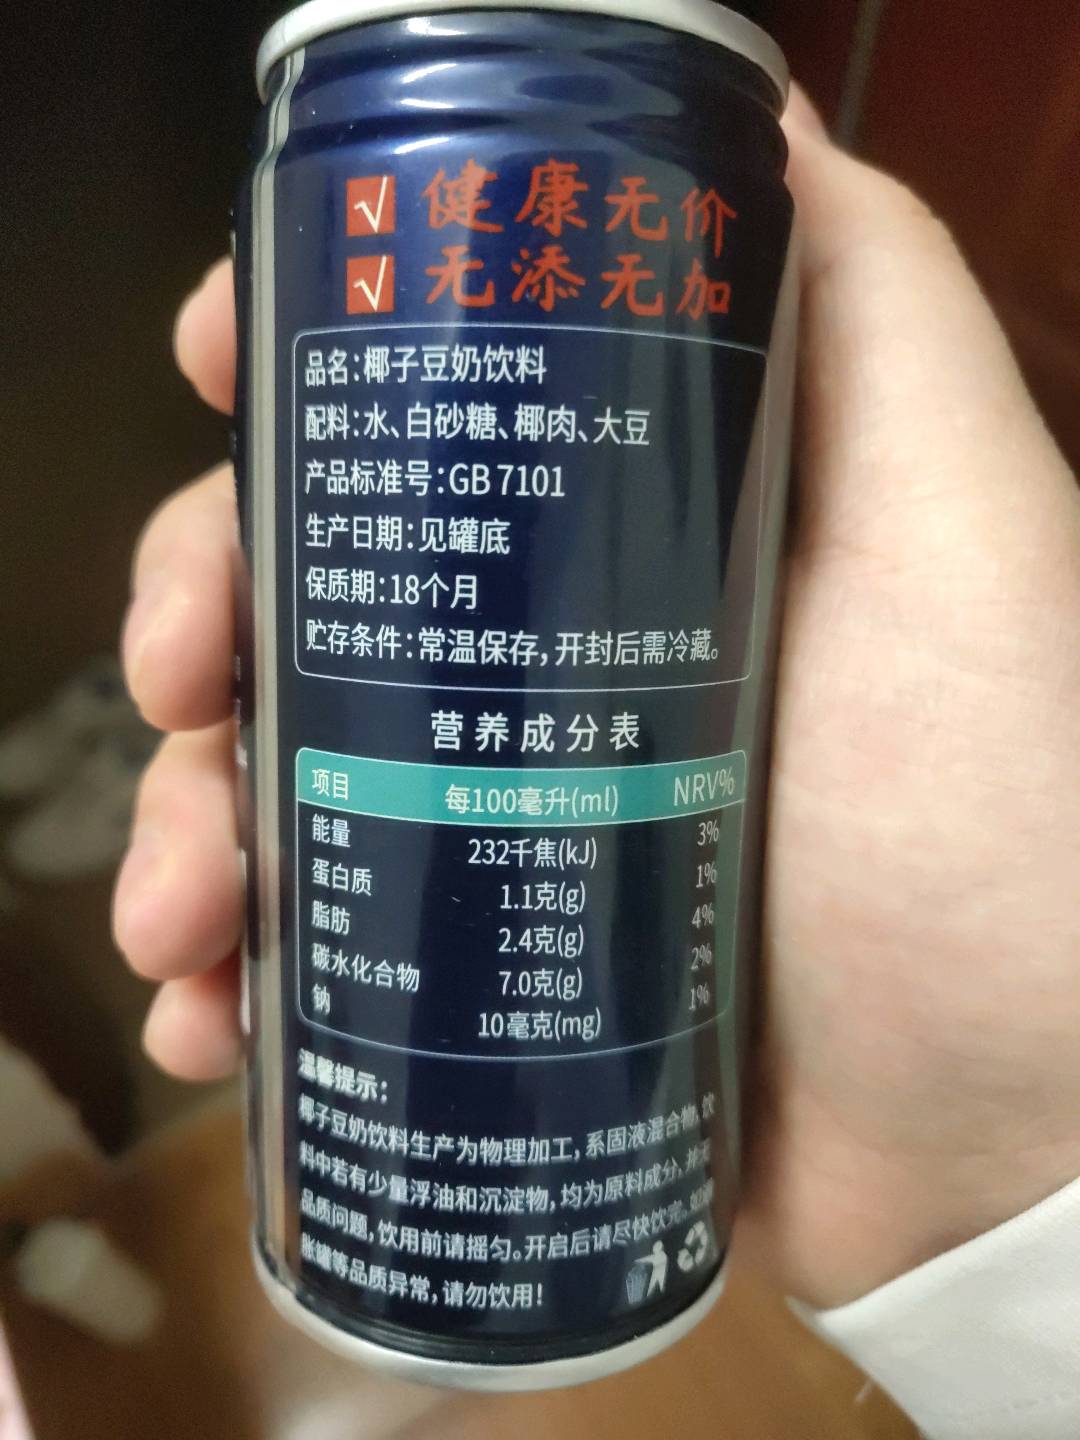 √ 健康无价
√ 无添无加
品名：椰子豆奶饮料
配料：水、白砂糖、椰肉、大豆
产品标准号：GB 7101
生产日期：见罐底
保质期：18个月
贮存条件：常温保存，开封后需冷藏。
营养成分表
项目 每100毫升(ml) NRV%
能量 232千焦(kJ) 3%
蛋白质 1.1克(g) 1%
脂肪 2.4克(g) 4%
碳水化合物 7.0克(g) 2%
钠 10毫克(mg) 1%
温馨提示：
椰子豆奶饮料生产为物理加工，系固液混合物，饮
料中若有少量浮油和沉淀物，均为原料成分，并无
品质问题，饮用前请摇匀。开启后请尽快饮完。如遇
胀罐等品质异常，请勿饮用！